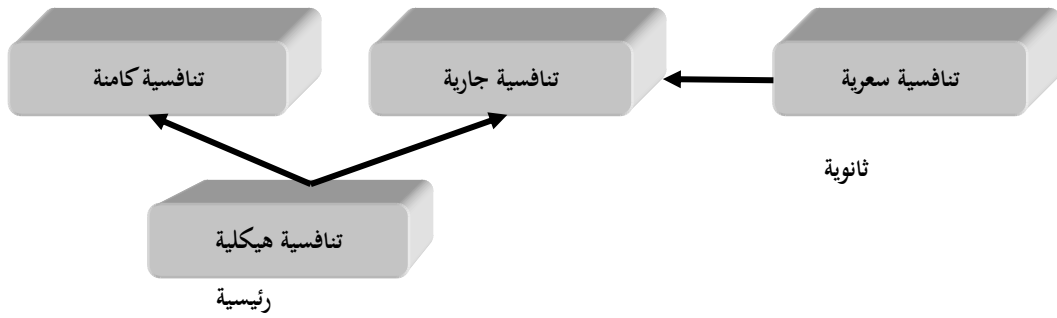 تنافسية سعرية
تنافسية جارية
تنافسية كامنة
ثانوية
تنافسية هيكلية
رئيسية